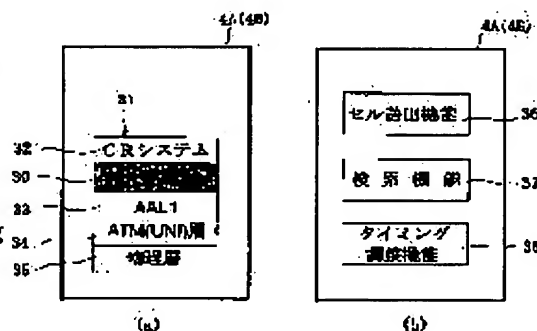 4A(4B)
31
32
CRシステム
30
33
AAL1
34
ATM(UNI)層
35
物理層
(a)
4A(4B)
セル送出機能
36
検索機能
37
タイミング
調整機能
38
(b)